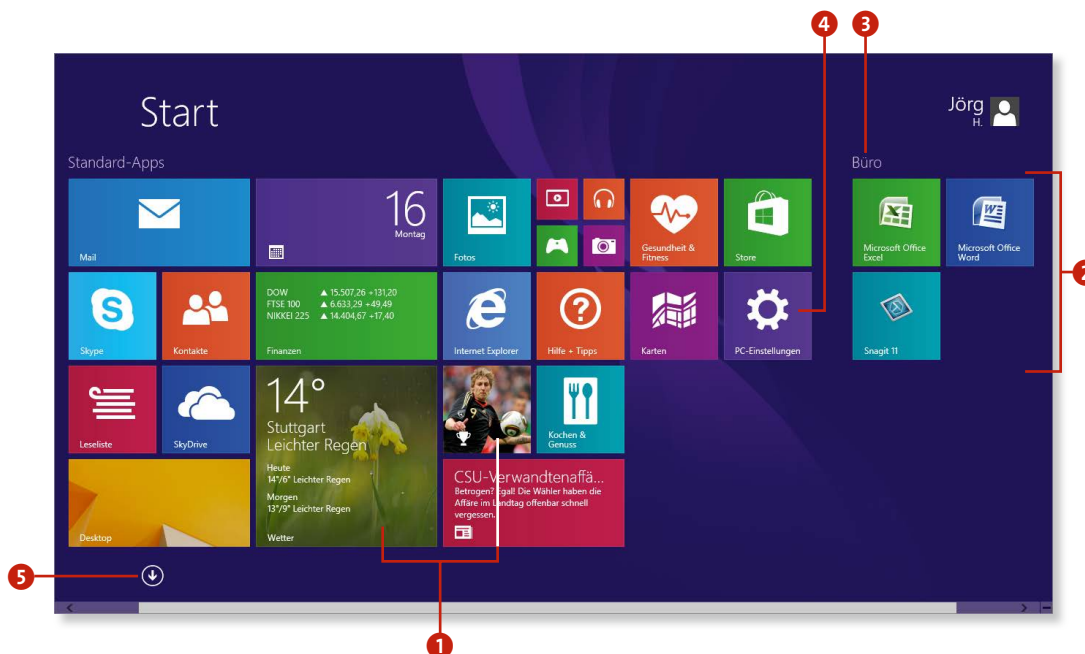 4 3
Start
Jörg
H.
Standard-Apps
Büro
Mail
16
Montag
Fotos
Gesundheit &
Fitness
Store
Microsoft Office
Excel
Microsoft Office
Word
2
Skype
Kontakte
DOW ▲ 15.507,26 +131,20
FTSE 100 ▲ 6.633,29 +49,49
NIKKEI 225 ▲ 14.404,67 +17,40
Finanzen
Internet Explorer
Hilfe + Tipps
Karten
PC-Einstellungen
Snagit 11
Leseliste
SkyDrive
14°
Stuttgart
Leichter Regen
Heute
14°/6° Leichter Regen
Morgen
13°/9° Leichter Regen
Wetter
9
Kochen &
Genuss
Desktop
CSU-Verwandtenaffä...
Betrogen? Egal! Die Wähler haben die
Affäre im Landtag offenbar schnell
vergessen.
5
1